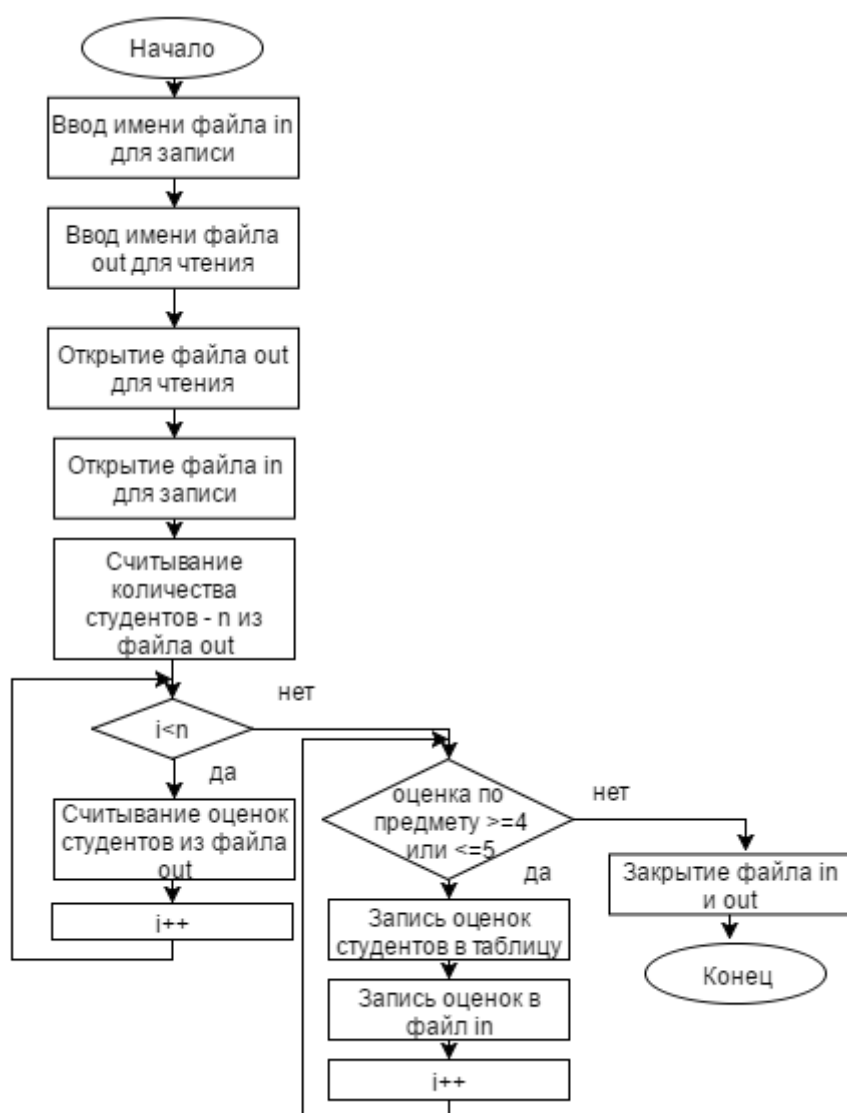 Начало
Ввод имени файла in
для записи
Ввод имени файла
out для чтения
Открытие файла out
для чтения
Открытие файла in
для записи
Считывание
количества
студентов - n из
файла out
i<n
нет
да
Считывание оценок
студентов из файла
out
i++
оценка по
предмету >=4
или <=5
нет
да
Запись оценок
студентов в таблицу
Запись оценок в
файл in
i++
Закрытие файла in
и out
Конец